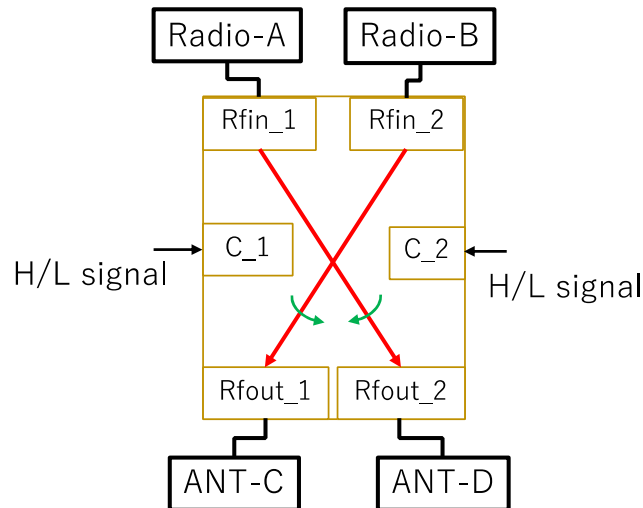 Radio-A
Radio-B
Rfin_1
Rfin_2
C_1
C_2
H/L signal
H/L signal
Rfout_1
Rfout_2
ANT-C
ANT-D